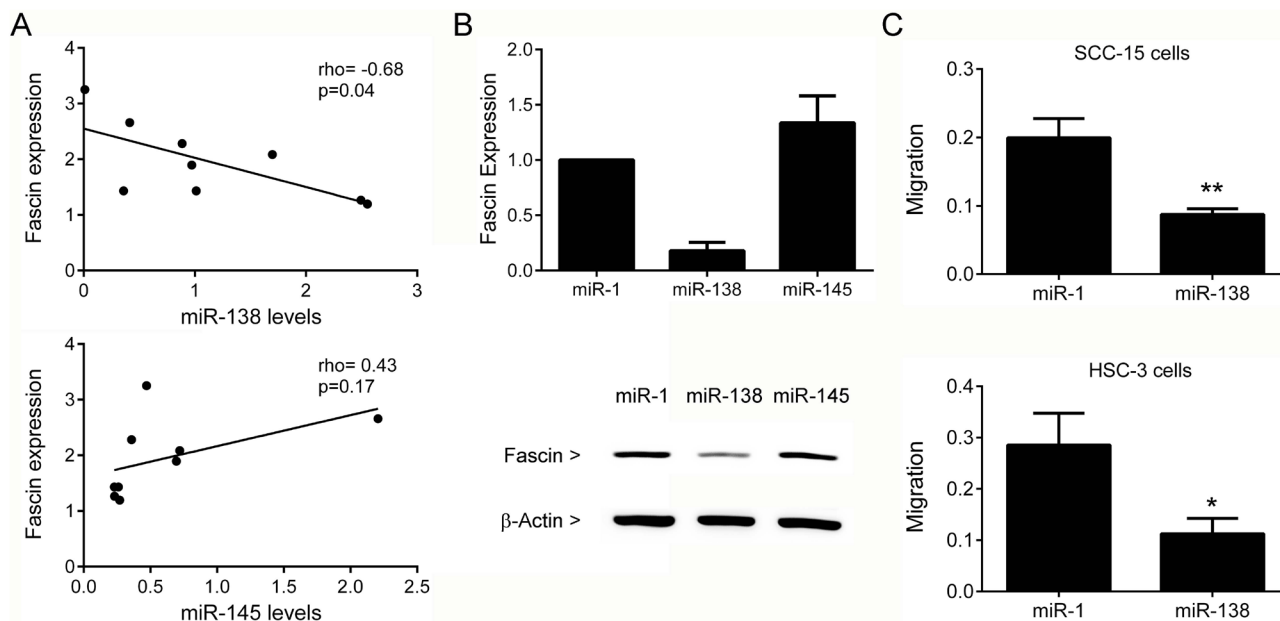 A
4
3
2
1
0
Fascin expression
rho= -0.68
p=0.04
0 1 2 3
miR-138 levels
4
3
2
1
0
Fascin expression
rho= 0.43
p=0.17
0.0 0.5 1.0 1.5 2.0 2.5
miR-145 levels
B
2.0
1.5
1.0
0.5
0.0
Fascin Expression
miR-1 miR-138 miR-145
miR-1 miR-138 miR-145
Fascin >
β-Actin >
C
SCC-15 cells
0.3
0.2
0.1
0.0
Migration
**
miR-1 miR-138
HSC-3 cells
0.4
0.3
0.2
0.1
0.0
Migration
*
miR-1 miR-138